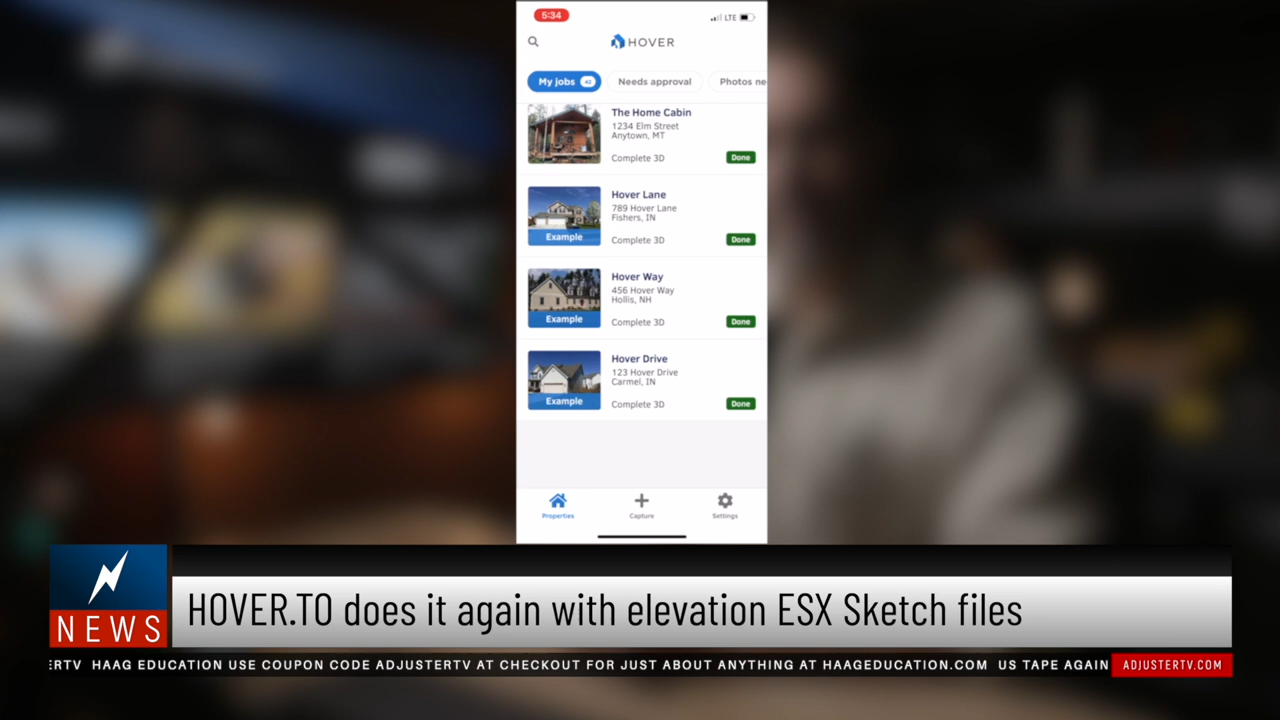 5:34
LTE
HOVER
My jobs 42
Needs approval
Photos ne
The Home Cabin
1234 Elm Street
Anytown, MT
Complete 3D
Done
Hover Lane
789 Hover Lane
Fishers, IN
Example
Complete 3D
Done
Hover Way
456 Hover Way
Hollis, NH
Example
Complete 3D
Done
Hover Drive
123 Hover Drive
Carmel, IN
Example
Complete 3D
Done
Properties
Capture
Settings
NEWS
HOVER.TO does it again with elevation ESX Sketch files
ERTV HAAG EDUCATION USE COUPON CODE ADJUSTERTV AT CHECKOUT FOR JUST ABOUT ANYTHING AT HAAGEDUCATION.COM US TAPE AGAIN
ADJUSTERTV.COM